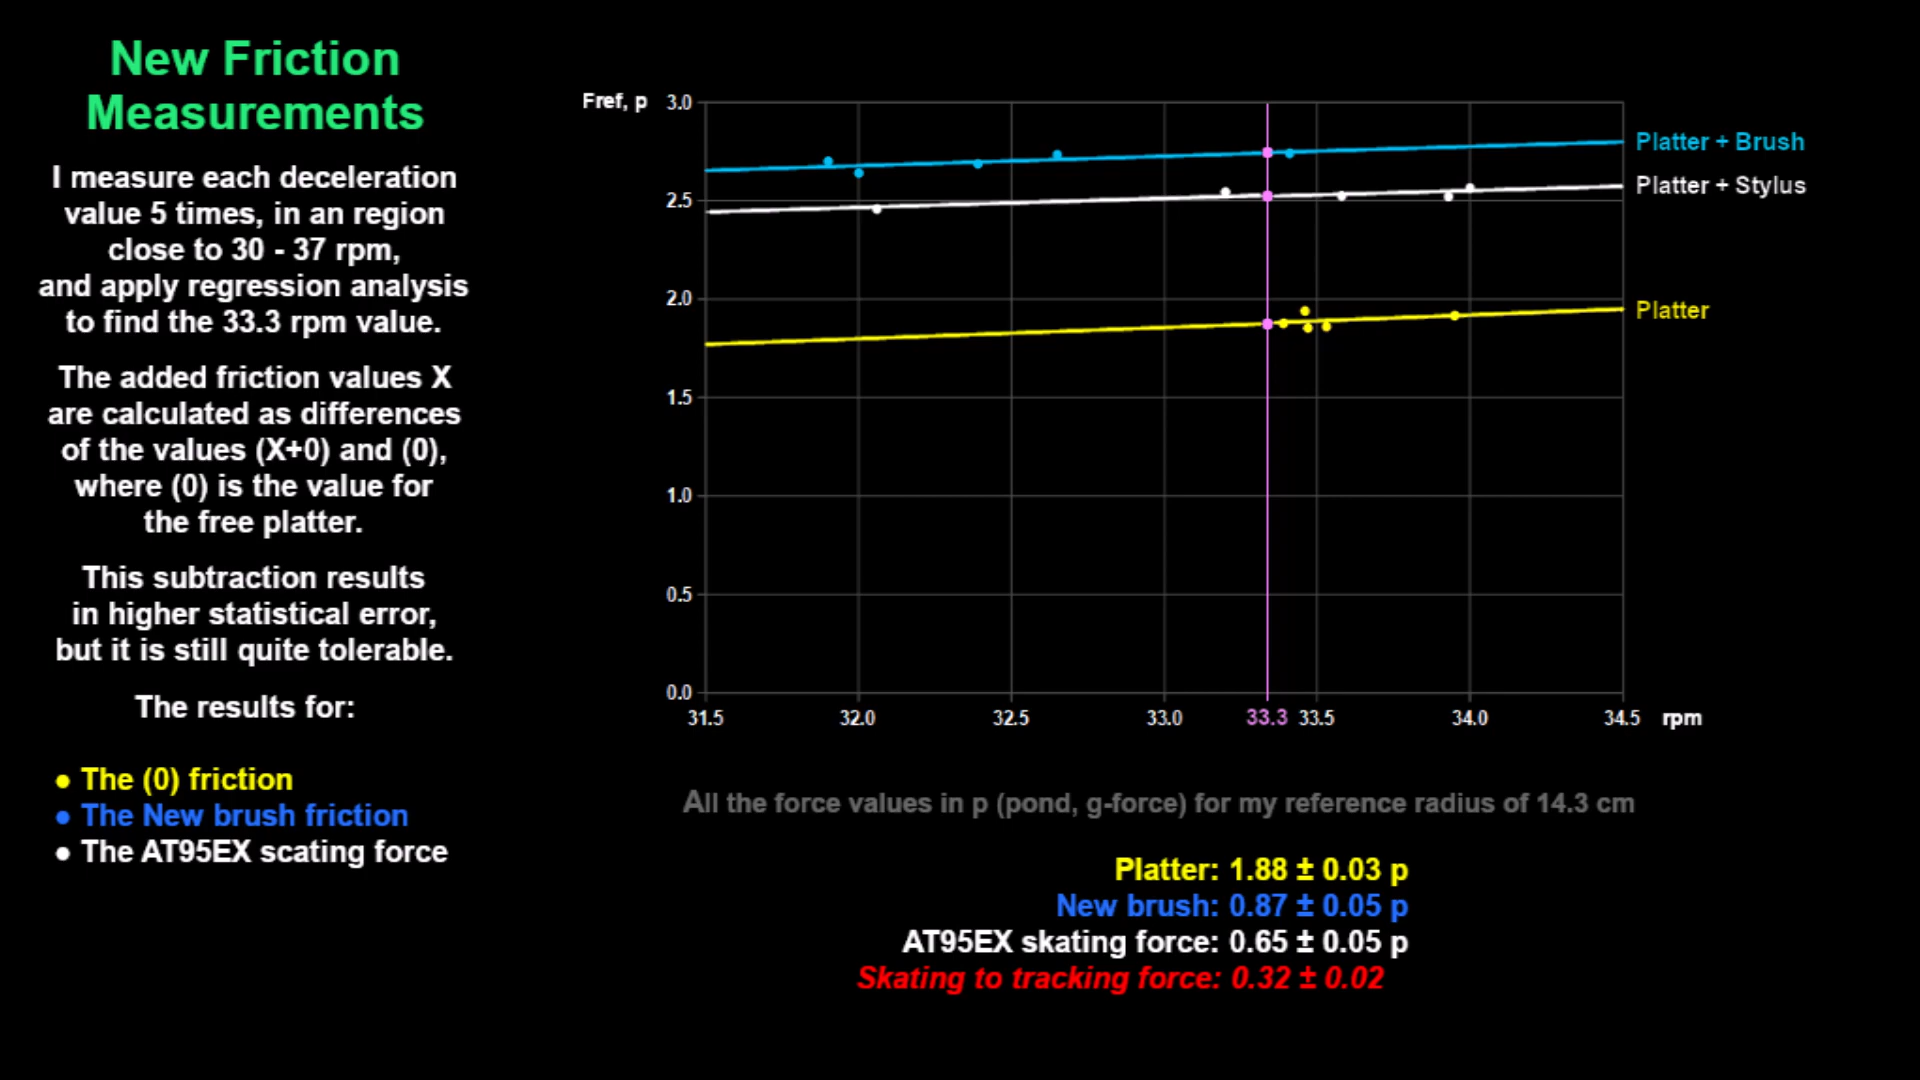 New Friction
Measurements
I measure each deceleration
value 5 times, in an region
close to 30 - 37 rpm,
and apply regression analysis
to find the 33.3 rpm value.
The added friction values X
are calculated as differences
of the values (X+0) and (0),
where (0) is the value for
the free platter.
This subtraction results
in higher statistical error,
but it is still quite tolerable.
The results for:
● The (0) friction
● The New brush friction
● The AT95EX scating force
Fref, p
3.0
2.5
2.0
1.5
1.0
0.5
0.0
31.5 32.0 32.5 33.0 33.3 33.5 34.0 34.5 rpm
Platter + Brush
Platter + Stylus
Platter
All the force values in p (pond, g-force) for my reference radius of 14.3 cm
Platter: 1.88 ± 0.03 p
New brush: 0.87 ± 0.05 p
AT95EX skating force: 0.65 ± 0.05 p
Skating to tracking force: 0.32 ± 0.02